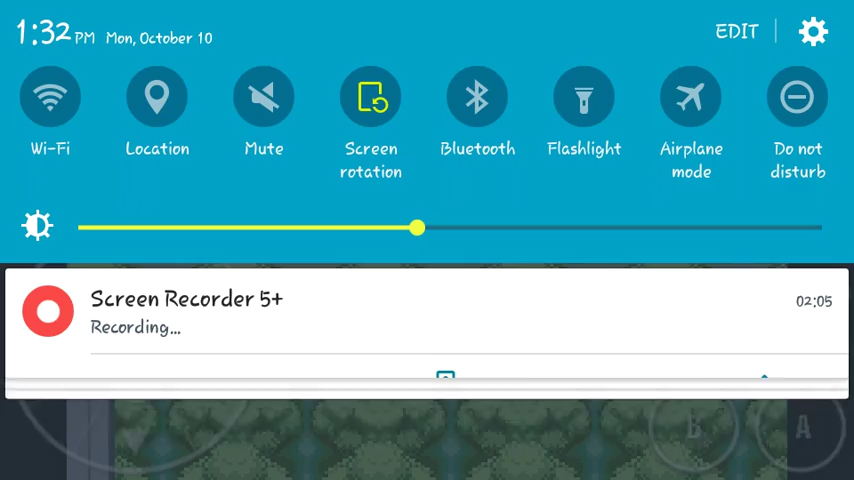 1:32 PM Mon, October 10 EDIT
Wi-Fi Location Mute Screen rotation Bluetooth Flashlight Airplane mode Do not disturb
Screen Recorder 5+ 02:05
Recording...
B A